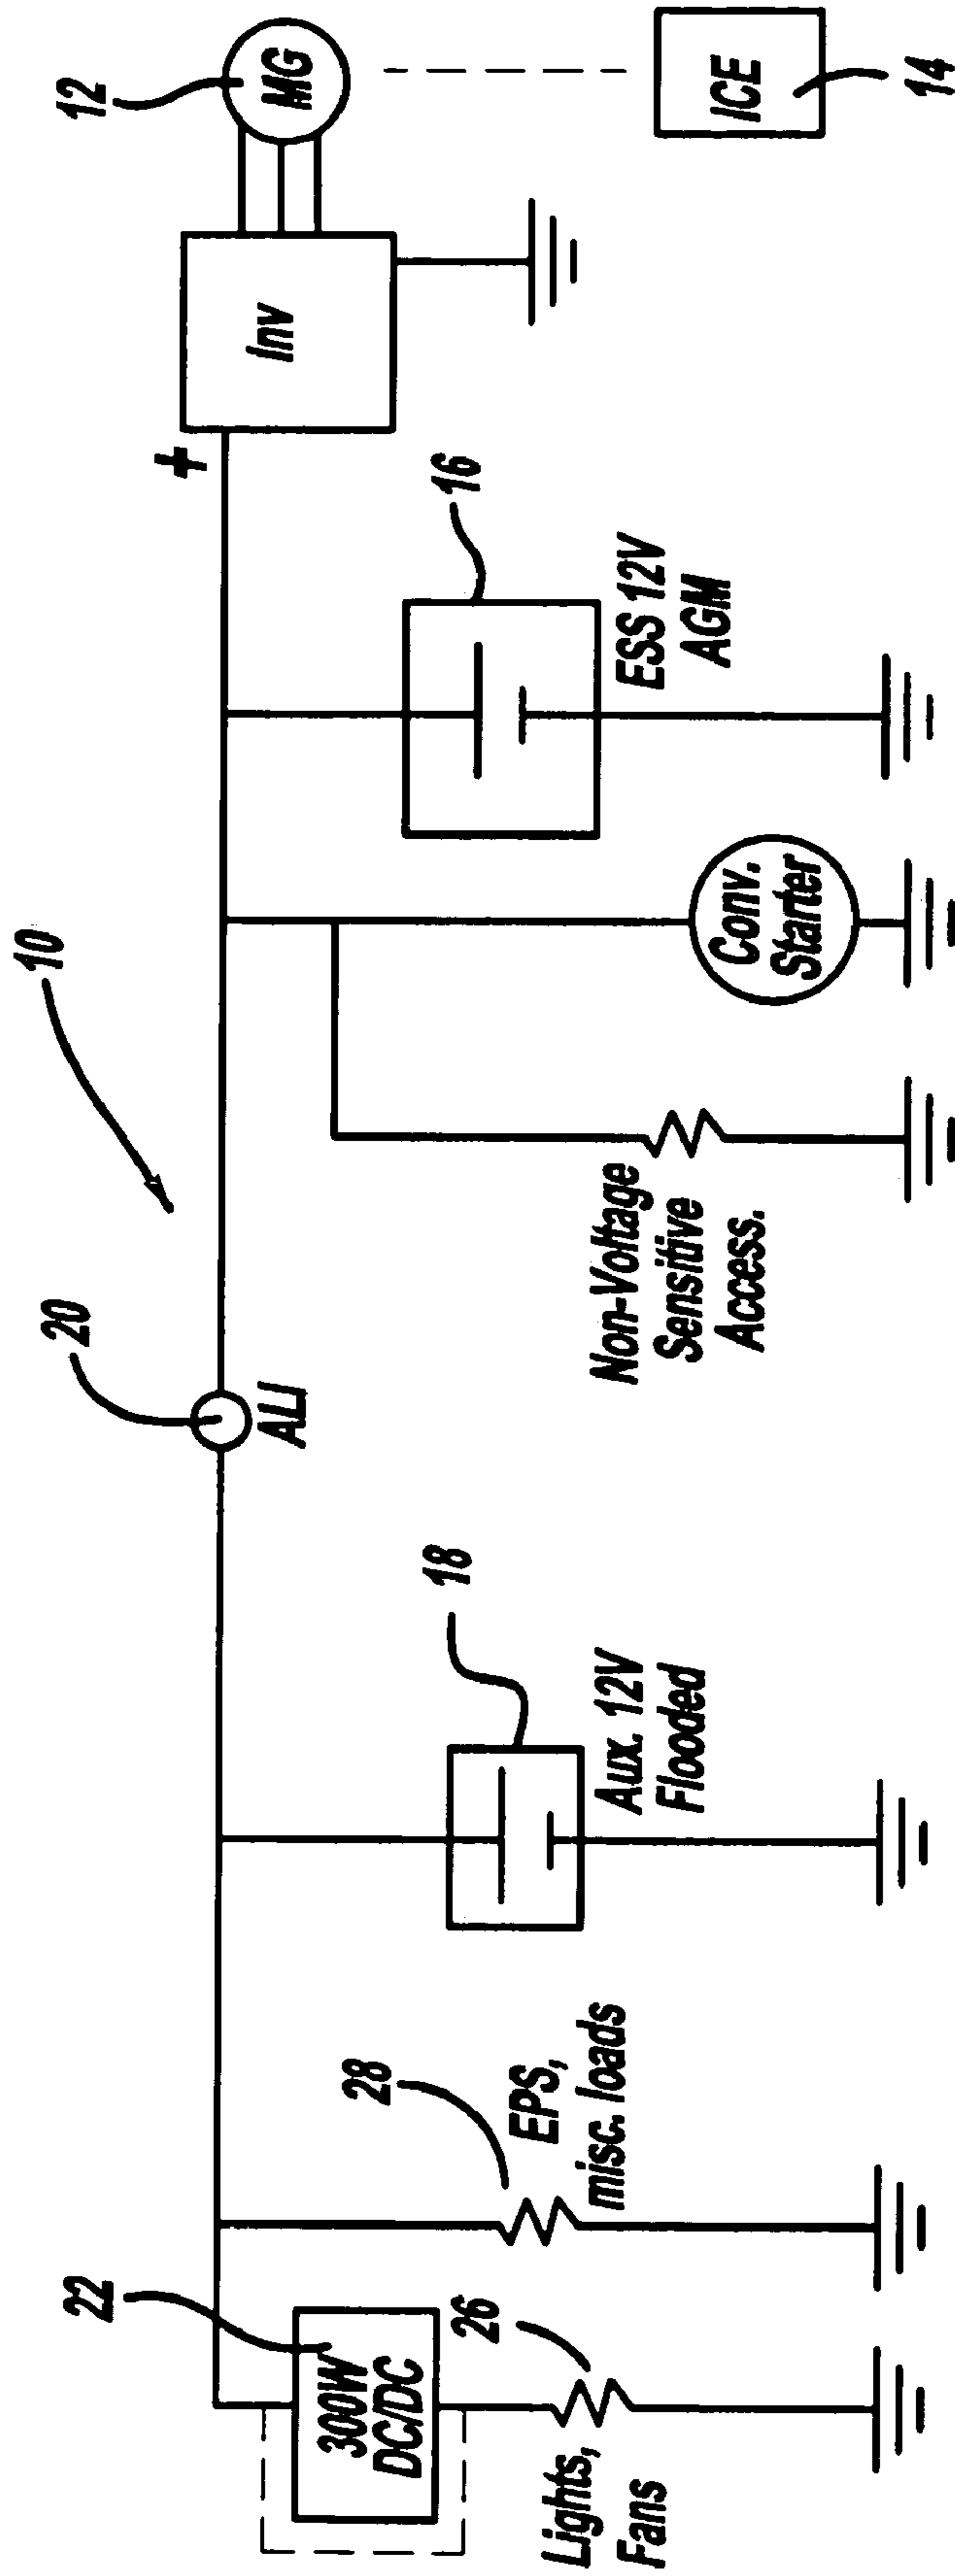 10
12
MG
+
Inv
ICE
14
16
ESS 12V
AGM
Conv.
Starter
Non-Voltage
Sensitive
Access.
20
ALI
18
Aux. 12V
Flooded
28
EPS,
misc. loads
22
300W
DC/DC
26
Lights,
Fans